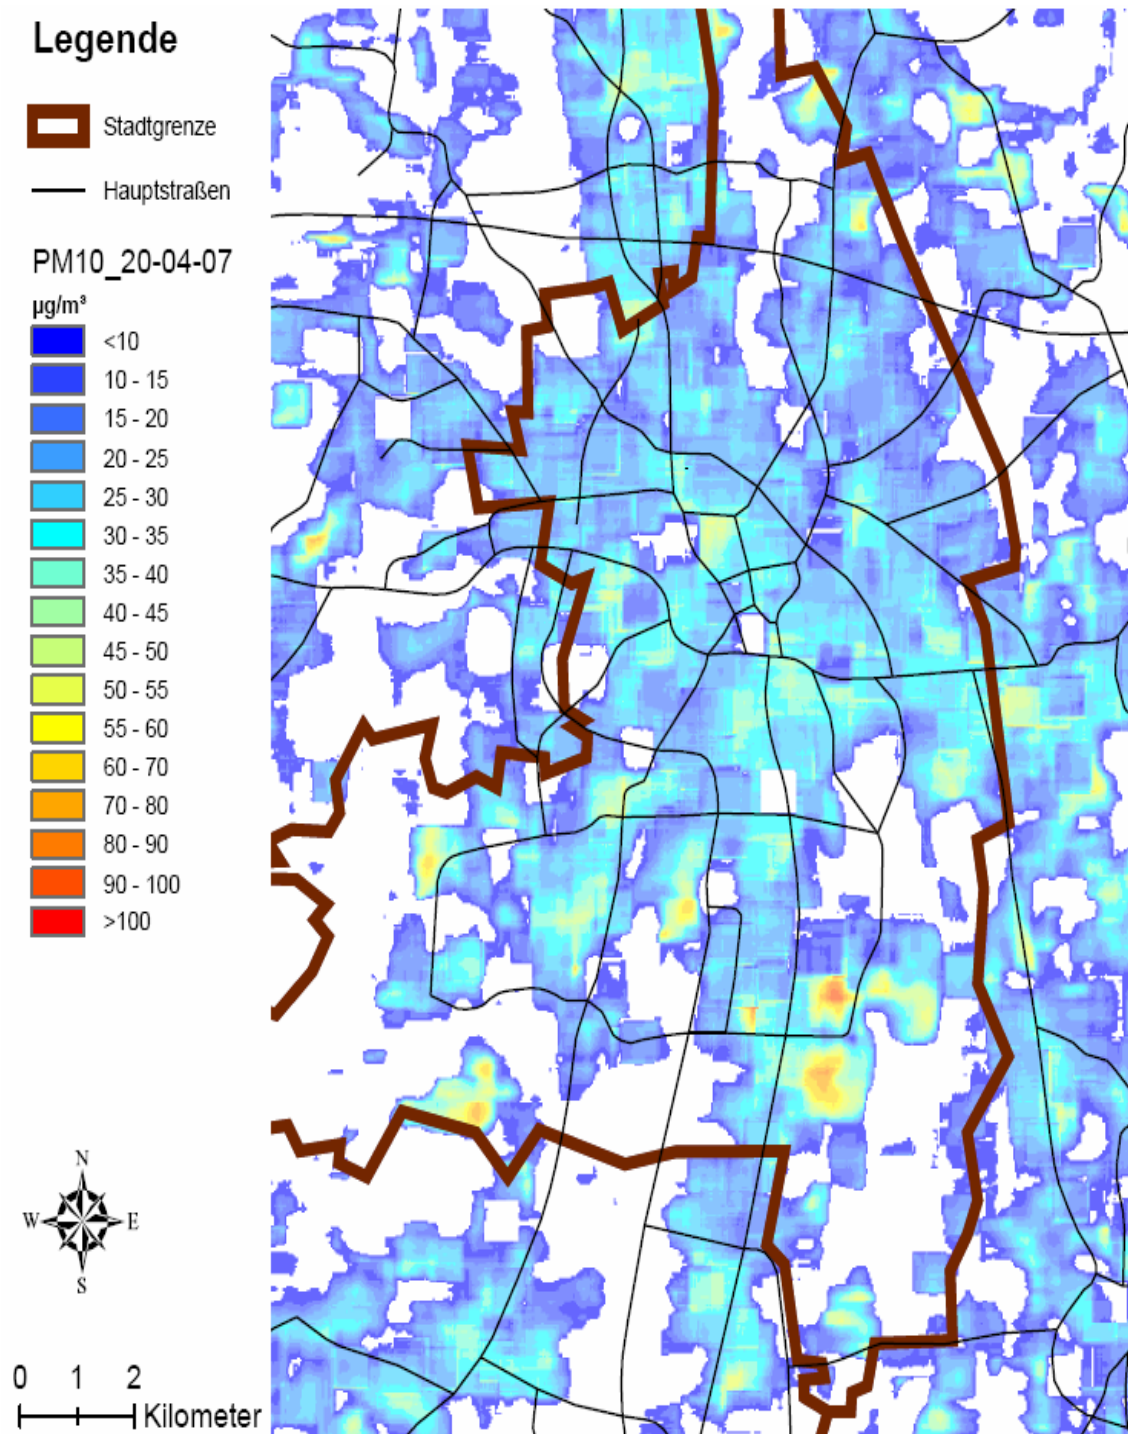 Legende
Stadtgrenze
Hauptstraßen
PM10_20-04-07
µg/m³
<10
10 - 15
15 - 20
20 - 25
25 - 30
30 - 35
35 - 40
40 - 45
45 - 50
50 - 55
55 - 60
60 - 70
70 - 80
80 - 90
90 - 100
>100
N
W E
S
0 1 2
Kilometer